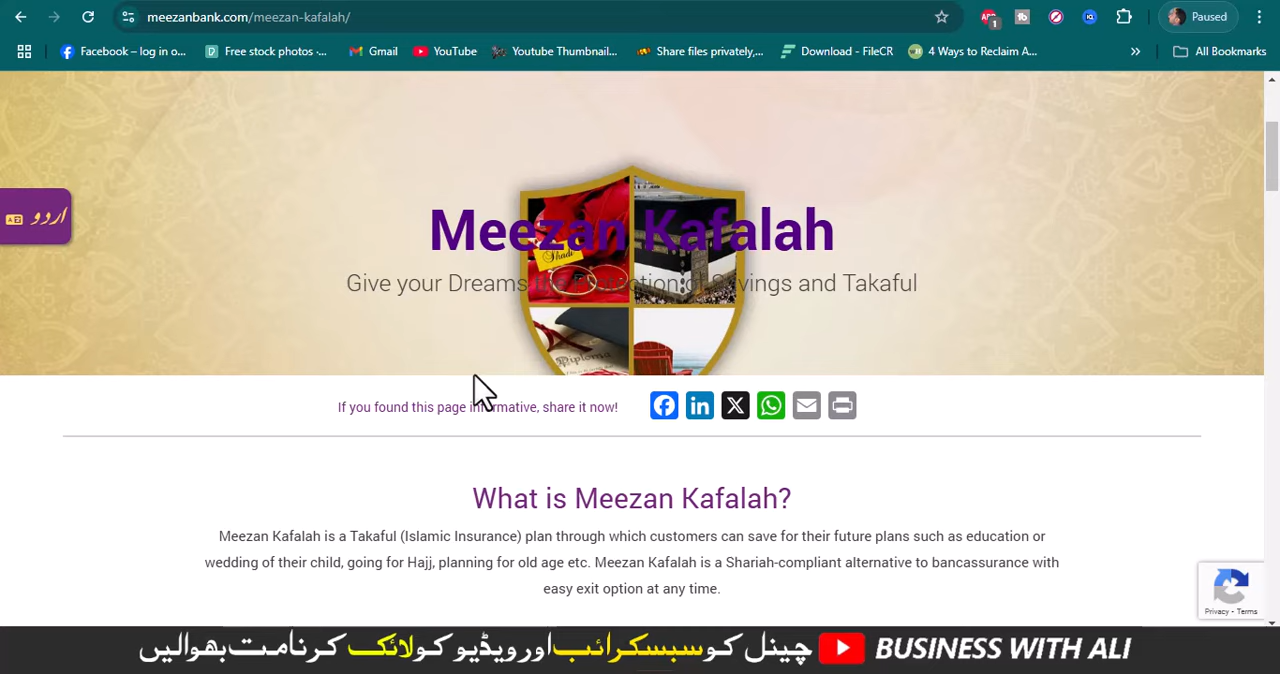 meezanbank.com/meezan-kafalah/
Paused
Facebook – log in o...
Free stock photos -...
Gmail
YouTube
Youtube Thumbnail...
Share files privately,...
Download - FileCR
4 Ways to Reclaim A...
»
All Bookmarks
اردو
Meezan Kafalah
Shadi
Give your Dreams the Protection of Savings and Takaful
Diploma
If you found this page informative, share it now!
What is Meezan Kafalah?
Meezan Kafalah is a Takaful (Islamic Insurance) plan through which customers can save for their future plans such as education or
wedding of their child, going for Hajj, planning for old age etc. Meezan Kafalah is a Shariah-compliant alternative to bancassurance with
easy exit option at any time.
Privacy - Terms
چینل کو سبسکرائب اور ویڈیو کو لائک کرنا مت بھولیں
BUSINESS WITH ALI